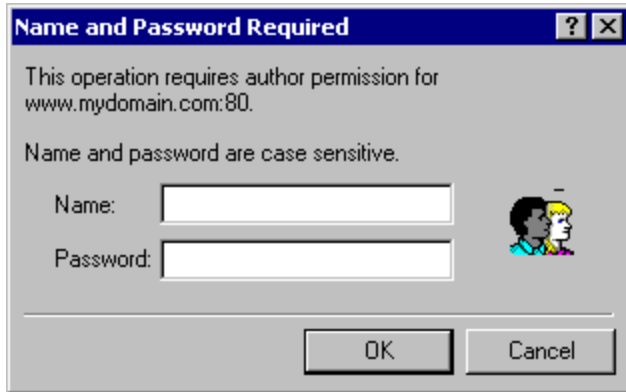 Name and Password Required
This operation requires author permission for
www.mydomain.com:80.
Name and password are case sensitive.
Name:
Password:
OK Cancel